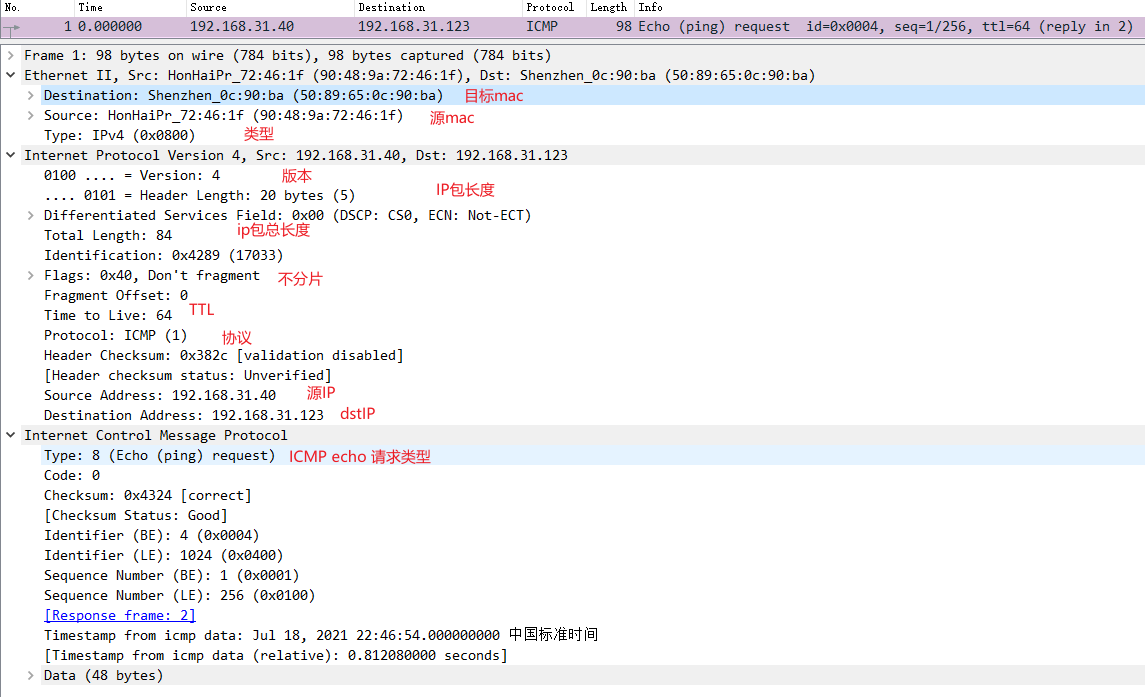 No. Time Source Destination Protocol Length Info
1 0.000000 192.168.31.40 192.168.31.123 ICMP 98 Echo (ping) request id=0x0004, seq=1/256, ttl=64 (reply in 2)
Frame 1: 98 bytes on wire (784 bits), 98 bytes captured (784 bits)
Ethernet II, Src: HonHaiPr_72:46:1f (90:48:9a:72:46:1f), Dst: Shenzhen_0c:90:ba (50:89:65:0c:90:ba)
Destination: Shenzhen_0c:90:ba (50:89:65:0c:90:ba) 目标mac
Source: HonHaiPr_72:46:1f (90:48:9a:72:46:1f) 源mac
Type: IPv4 (0x0800) 类型
Internet Protocol Version 4, Src: 192.168.31.40, Dst: 192.168.31.123
0100 .... = Version: 4 版本
.... 0101 = Header Length: 20 bytes (5) IP包长度
Differentiated Services Field: 0x00 (DSCP: CS0, ECN: Not-ECT)
Total Length: 84 ip包总长度
Identification: 0x4289 (17033)
Flags: 0x40, Don't fragment 不分片
Fragment Offset: 0
Time to Live: 64 TTL
Protocol: ICMP (1) 协议
Header Checksum: 0x382c [validation disabled]
[Header checksum status: Unverified]
Source Address: 192.168.31.40 源IP
Destination Address: 192.168.31.123 dstIP
Internet Control Message Protocol
Type: 8 (Echo (ping) request) ICMP echo 请求类型
Code: 0
Checksum: 0x4324 [correct]
[Checksum Status: Good]
Identifier (BE): 4 (0x0004)
Identifier (LE): 1024 (0x0400)
Sequence Number (BE): 1 (0x0001)
Sequence Number (LE): 256 (0x0100)
[Response frame: 2]
Timestamp from icmp data: Jul 18, 2021 22:46:54.000000000 中国标准时间
[Timestamp from icmp data (relative): 0.812080000 seconds]
Data (48 bytes)